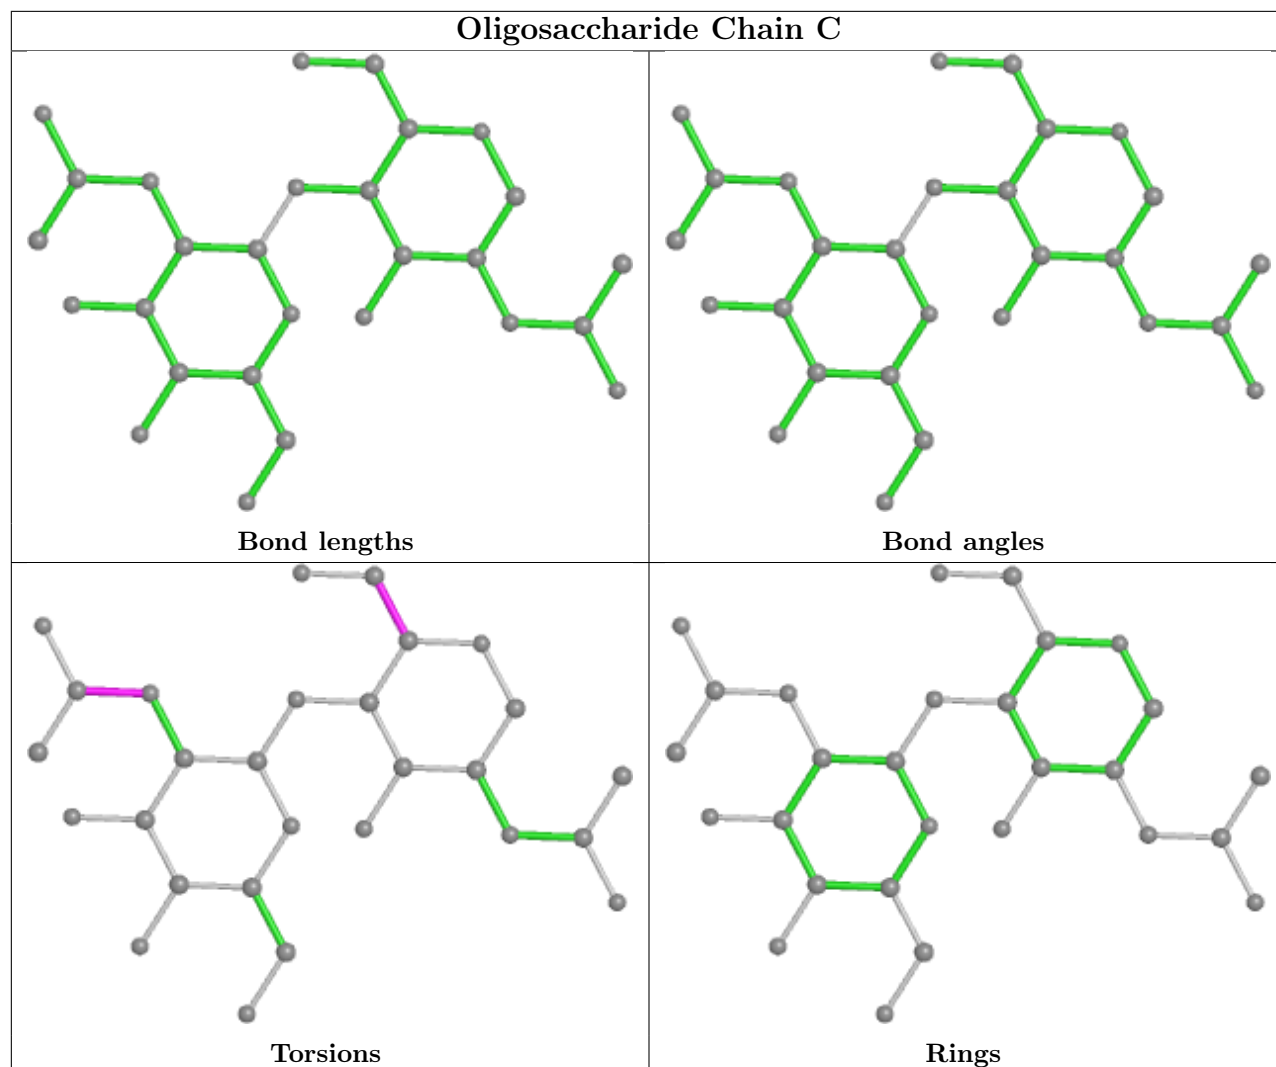 Oligosaccharide Chain C
Bond lengths
Bond angles
Torsions
Rings